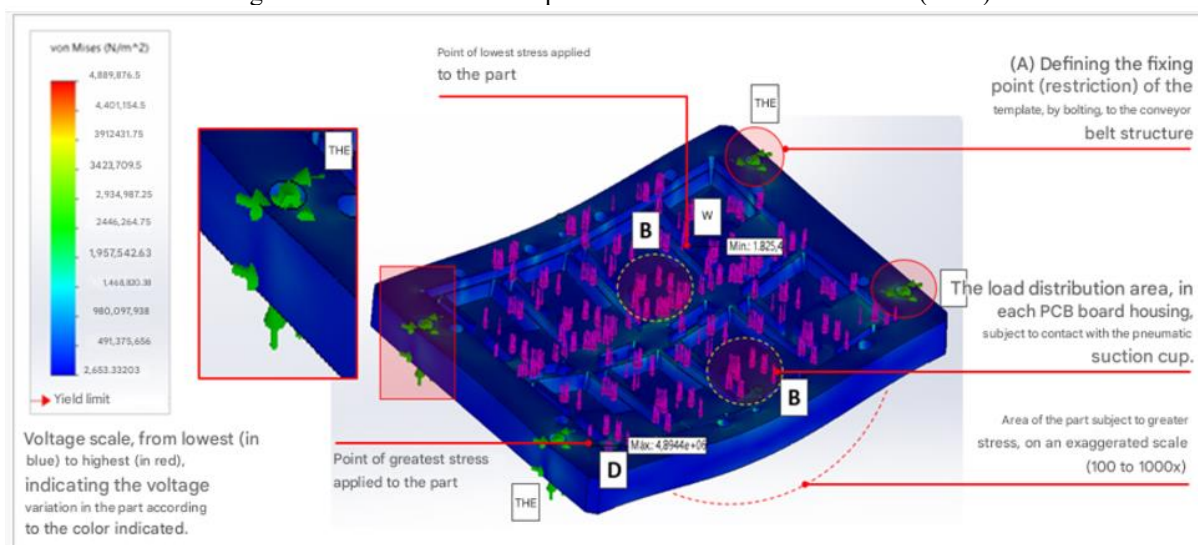 von Mises (N/m^2)
4,889,876.5
4,401,154.5
3912431.75
3423,709.5
2,934,987.25
2446,264.75
1,957,542.63
1,468,820.38
980,097,938
491,375,656
2,653.33203
Yield limit
Voltage scale, from lowest (in
blue) to highest (in red),
indicating the voltage
variation in the part according
to the color indicated.
THE
Point of lowest stress applied
to the part
THE
W
B
Min.: 1.825,4
B
Máx.: 4,8944e+06
D
THE
Point of greatest stress
applied to the part
(A) Defining the fixing
point (restriction) of the
template, by bolting, to the conveyor
belt structure
The load distribution area, in
each PCB board housing,
subject to contact with the pneumatic
suction cup.
Area of the part subject to greater
stress, on an exaggerated scale
(100 to 1000x)